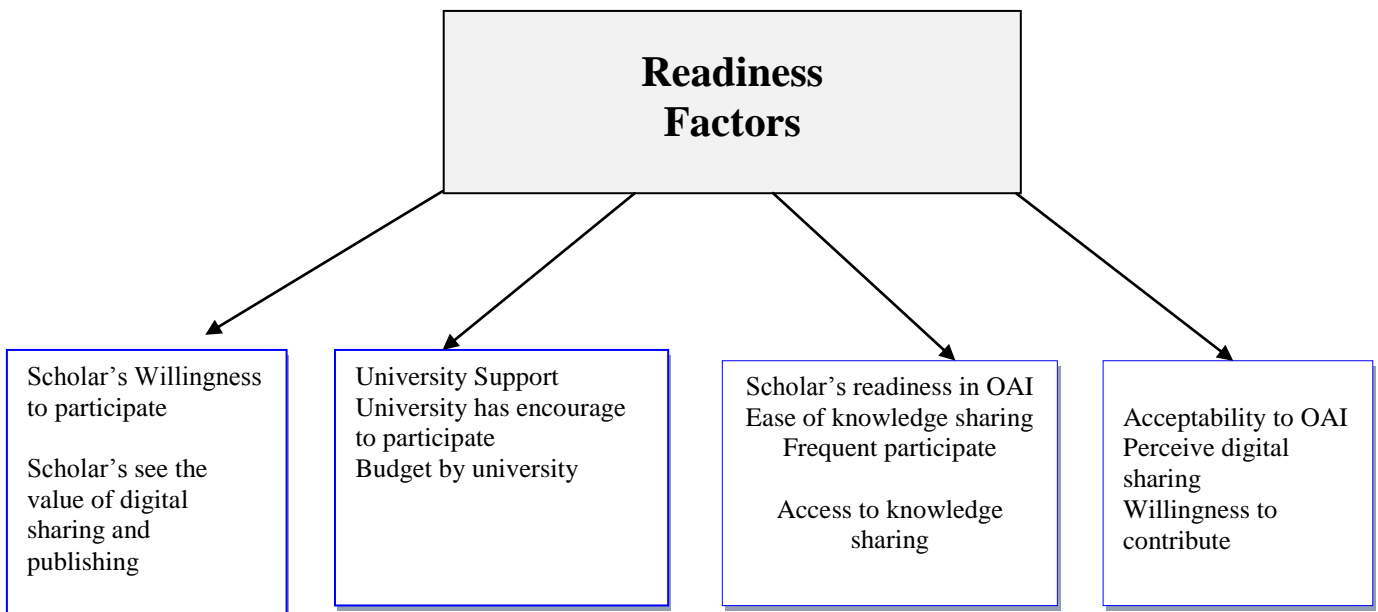 Readiness
Factors
Scholar’s Willingness
to participate
Scholar’s see the
value of digital
sharing and
publishing
University Support
University has encourage
to participate
Budget by university
Scholar’s readiness in OAI
Ease of knowledge sharing
Frequent participate
Access to knowledge
sharing
Acceptability to OAI
Perceive digital
sharing
Willingness to
contribute